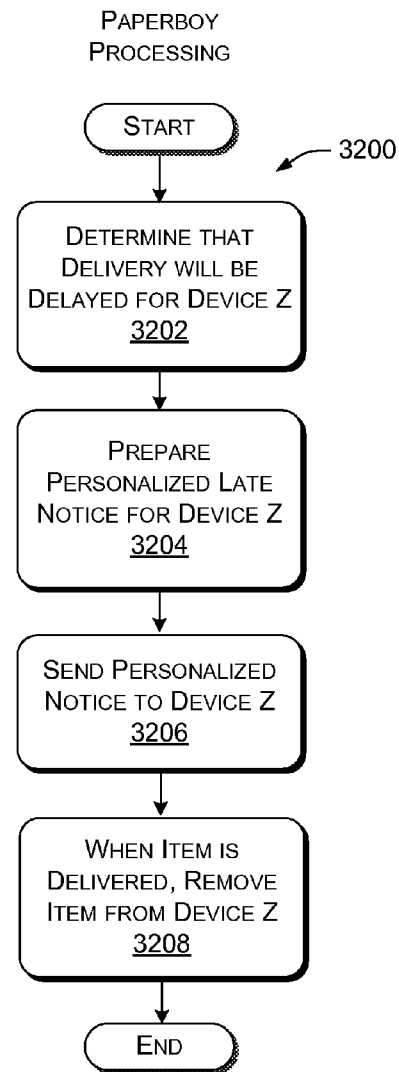 PAPERBOY
PROCESSING
START
3200
DETERMINE THAT
DELIVERY WILL BE
DELAYED FOR DEVICE Z
3202
PREPARE
PERSONALIZED LATE
NOTICE FOR DEVICE Z
3204
SEND PERSONALIZED
NOTICE TO DEVICE Z
3206
WHEN ITEM IS
DELIVERED, REMOVE
ITEM FROM DEVICE Z
3208
END